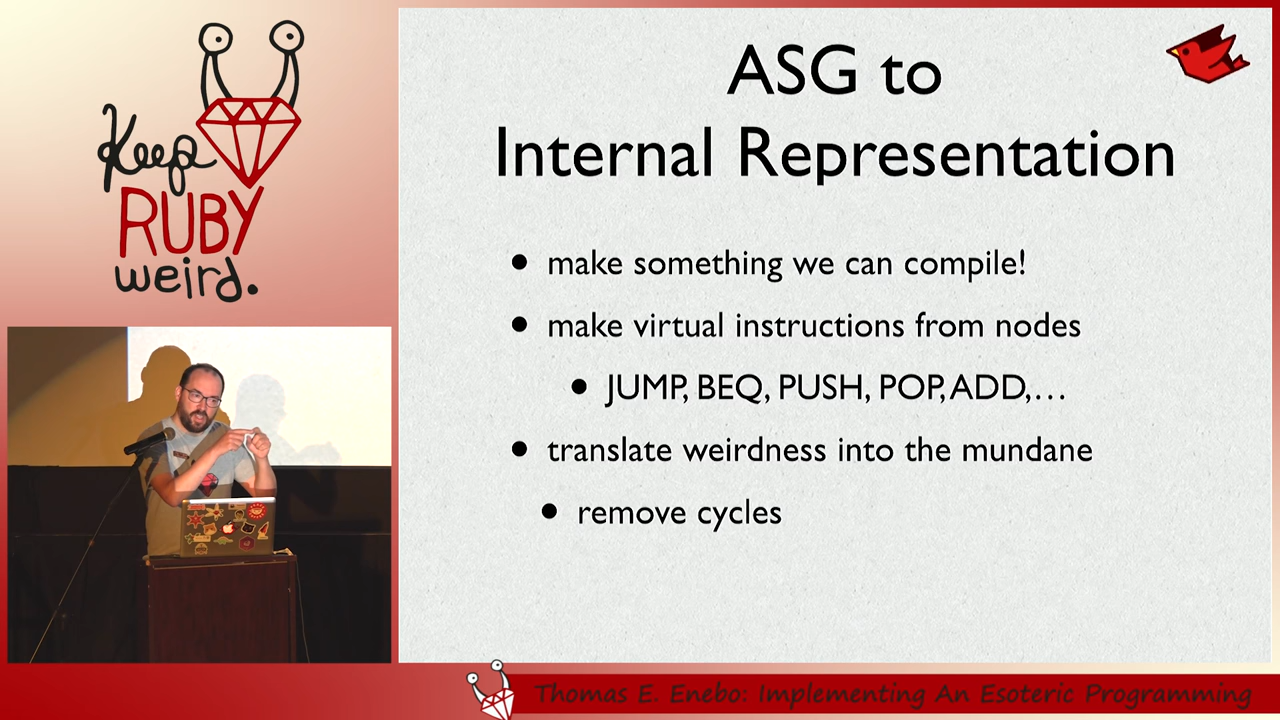 Keep
RUBY
weird.
ASG to
Internal Representation
• make something we can compile!
• make virtual instructions from nodes
• JUMP, BEQ, PUSH, POP, ADD,…
• translate weirdness into the mundane
• remove cycles
Thomas E. Enebo: Implementing An Esoteric Programming